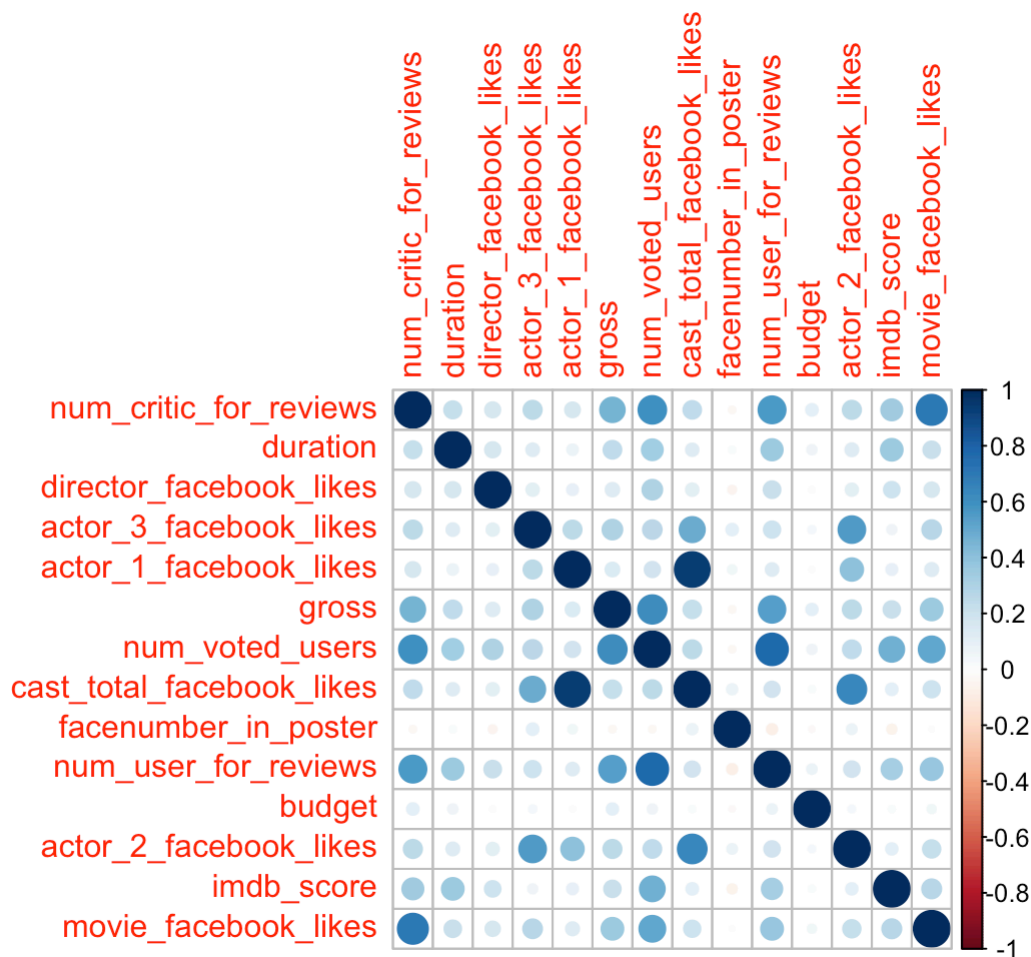 num_critic_for_reviews
duration
director_facebook_likes
actor_3_facebook_likes
actor_1_facebook_likes
gross
num_voted_users
cast_total_facebook_likes
facenumber_in_poster
num_user_for_reviews
budget
actor_2_facebook_likes
imdb_score
movie_facebook_likes
num_critic_for_reviews
duration
director_facebook_likes
actor_3_facebook_likes
actor_1_facebook_likes
gross
num_voted_users
cast_total_facebook_likes
facenumber_in_poster
num_user_for_reviews
budget
actor_2_facebook_likes
imdb_score
movie_facebook_likes
1
0.8
0.6
0.4
0.2
0
-0.2
-0.4
-0.6
-0.8
-1